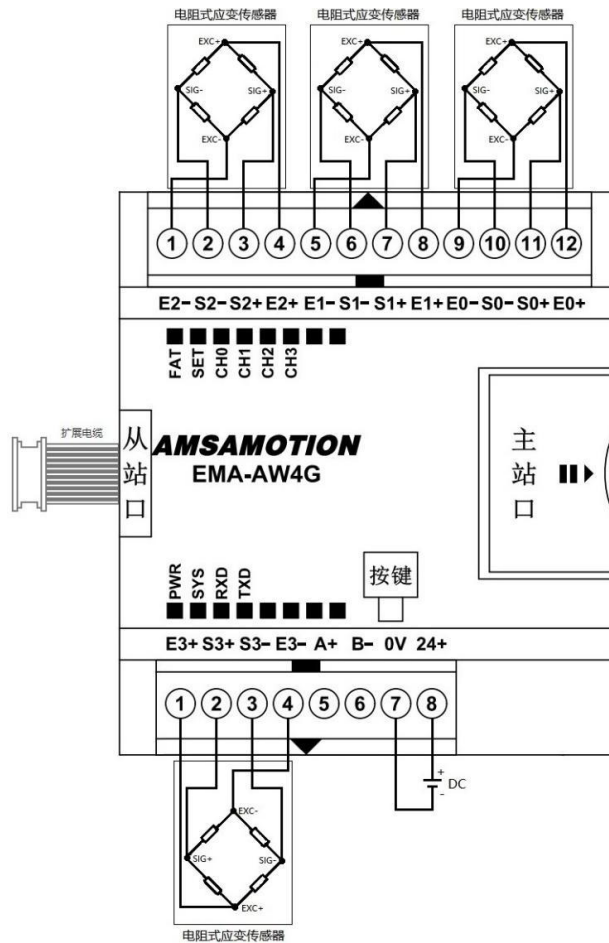 电阻式应变传感器 电阻式应变传感器 电阻式应变传感器
EXC+ EXC+ EXC+
SIG- SIG+ SIG- SIG+ SIG- SIG+
EXC- EXC- EXC-
1 2 3 4 5 6 7 8 9 10 11 12
E2- S2- S2+ E2+ E1- S1- S1+ E1+ E0- S0- S0+ E0+
FAT SET CH0 CH1 CH2 CH3
扩展电缆
从站口
AMSAMOTION
EMA-AW4G
主站口
PWR SYS RXD TXD
按键
E3+ S3+ S3- E3- A+ B- 0V 24+
1 2 3 4 5 6 7 8
+
- DC
EXC-
SIG+ SIG-
EXC+
电阻式应变传感器